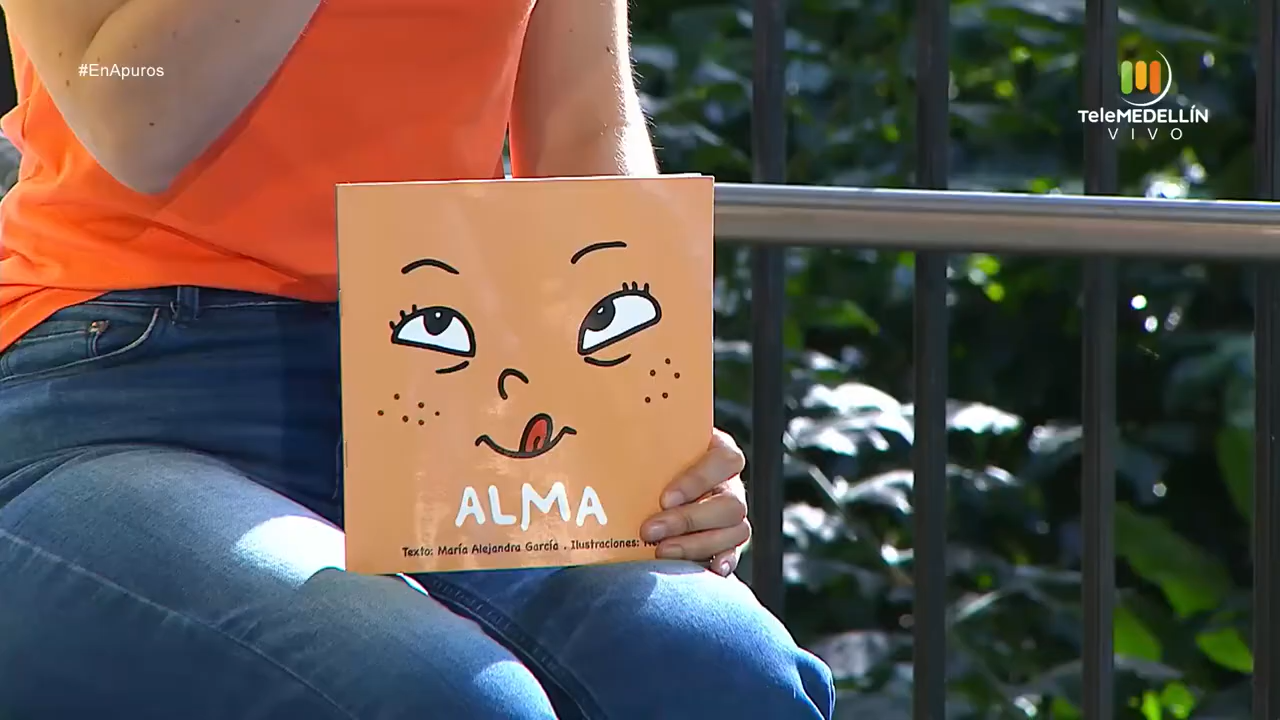 #EnApuros
TeleMEDELLÍN
VIVO
ALMA
Texto: María Alejandra García . Ilustraciones: